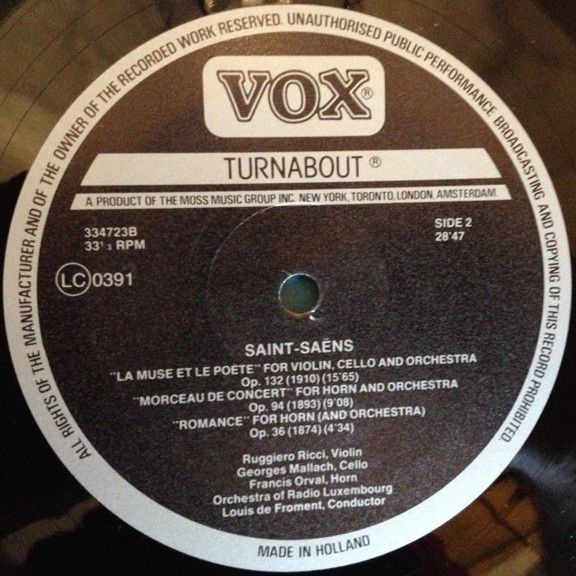 ALL RIGHTS OF THE MANUFACTURER AND OF THE OWNER OF THE RECORDED WORK RESERVED. UNAUTHORISED PUBLIC PERFORMANCE BROADCASTING AND COPYING OF THIS RECORD PROHIBITED.
VOX®
TURNABOUT ®
A PRODUCT OF THE MOSS MUSIC GROUP INC. NEW YORK, TORONTO, LONDON, AMSTERDAM.
334723B
33¹ ₃ RPM
SIDE 2
28'47
LC 0391
SAINT-SAËNS
"LA MUSE ET LE POETE" FOR VIOLIN, CELLO AND ORCHESTRA
Op. 132 (1910) (15'65)
"MORCEAU DE CONCERT" FOR HORN AND ORCHESTRA
Op. 94 (1893) (9'08)
"ROMANCE" FOR HORN (AND ORCHESTRA)
Op. 36 (1874) (4'34)
Ruggiero Ricci, Violin
Georges Mallach, Cello
Francis Orval, Horn
Orchestra of Radio Luxembourg
Louis de Froment, Conductor
MADE IN HOLLAND